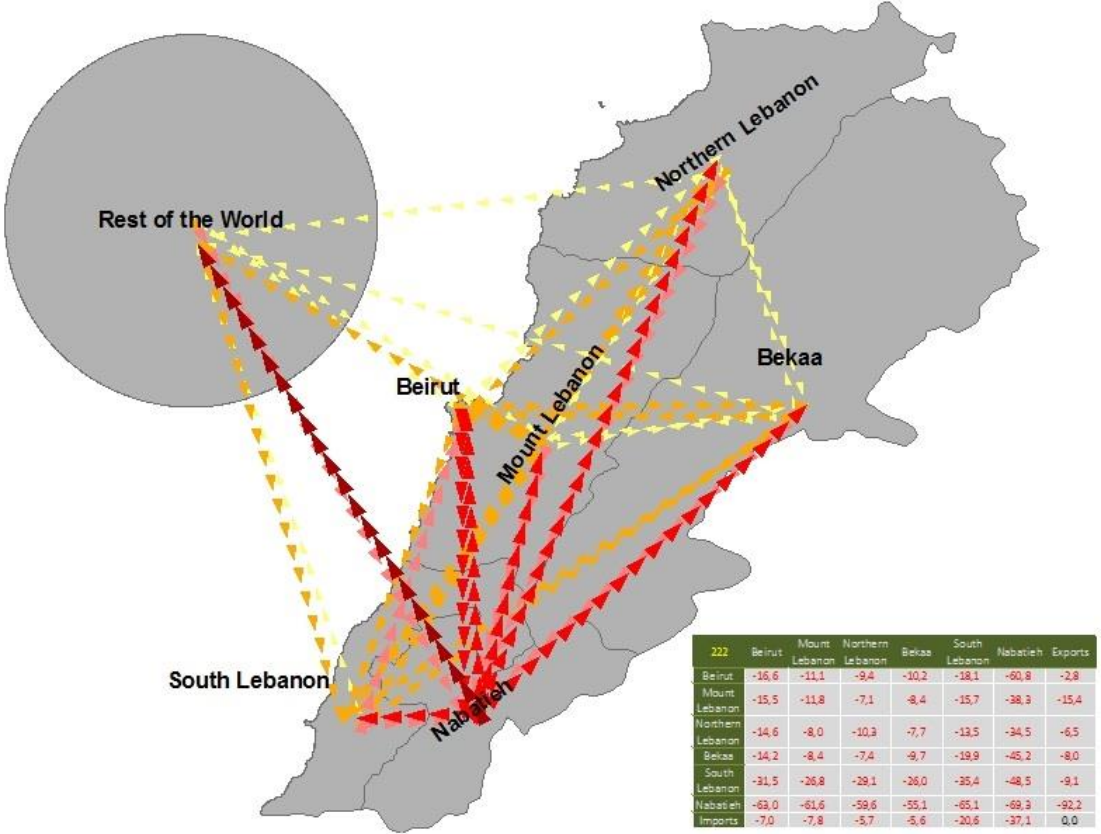 Northern Lebanon
Rest of the World
Bekaa
Beirut
Mount Lebanon
South Lebanon
Nabatieh
222 Beirut Mount Lebanon Northern Lebanon Bekaa South Lebanon Nabatieh Exports
Beirut -16,6 -11,1 -9,4 -10,2 -18,1 -60,8 -2,8
Mount Lebanon -15,5 -11,8 -7,1 -8,4 -15,7 -38,3 -15,4
Northern Lebanon -14,6 -8,0 -10,3 -7,7 -13,5 -34,5 -6,5
Bekaa -14,2 -8,4 -7,4 -9,7 -19,9 -45,2 -8,0
South Lebanon -31,5 -26,8 -29,1 -26,0 -35,4 -48,5 -9,1
Nabatieh -63,0 -61,6 -59,6 -55,1 -65,1 -69,3 -92,2
Imports -7,0 -7,8 -5,7 -5,6 -20,6 -37,1 0,0